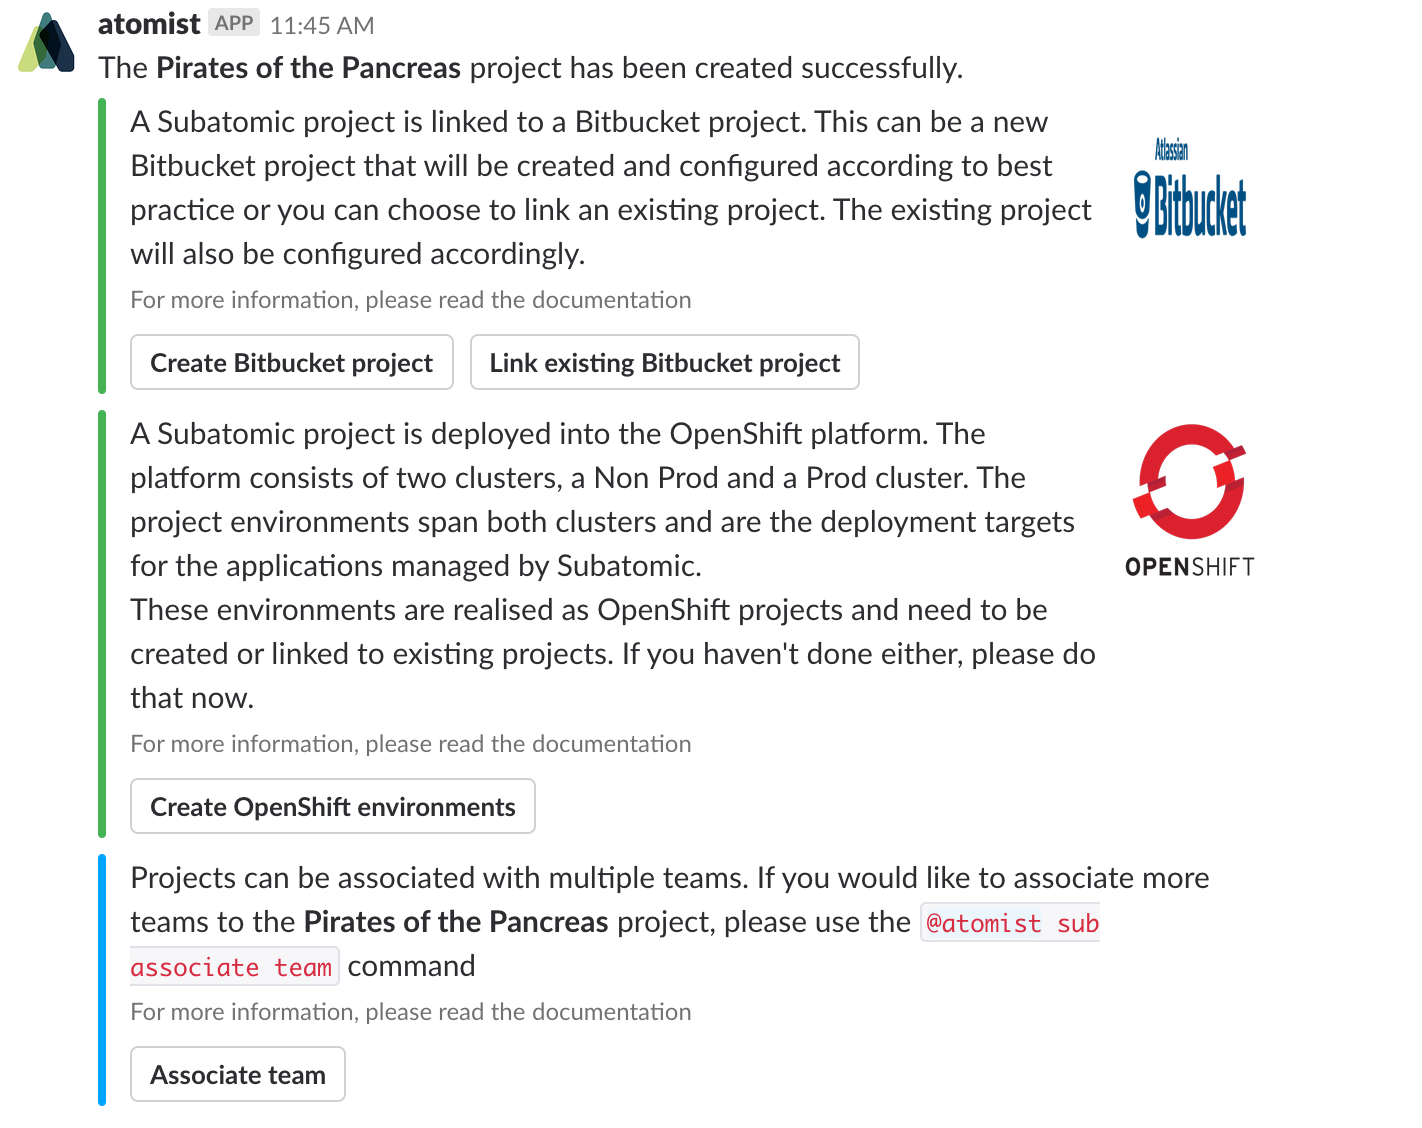 atomist APP 11:45 AM
The Pirates of the Pancreas project has been created successfully.
A Subatomic project is linked to a Bitbucket project. This can be a new
Bitbucket project that will be created and configured according to best
practice or you can choose to link an existing project. The existing project
will also be configured accordingly.
Atlassian
Bitbucket
For more information, please read the documentation
Create Bitbucket project Link existing Bitbucket project
A Subatomic project is deployed into the OpenShift platform. The
platform consists of two clusters, a Non Prod and a Prod cluster. The
project environments span both clusters and are the deployment targets
for the applications managed by Subatomic.
These environments are realised as OpenShift projects and need to be
created or linked to existing projects. If you haven't done either, please do
that now.
OPENSHIFT
For more information, please read the documentation
Create OpenShift environments
Projects can be associated with multiple teams. If you would like to associate more
teams to the Pirates of the Pancreas project, please use the @atomist sub
associate team command
For more information, please read the documentation
Associate team